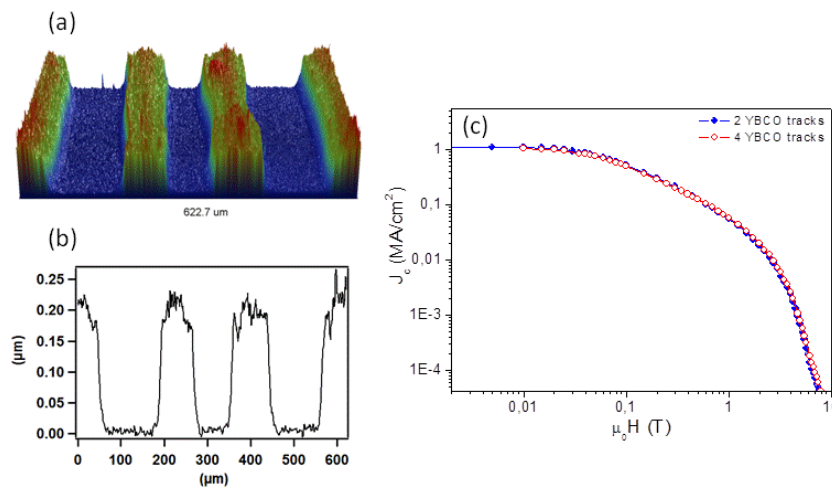 (a)
622.7 um
(b)
0.25
0.20
0.15
0.10
0.05
0.00
(µm)
0 100 200 300 400 500 600
(µm)
(c)
2 YBCO tracks
4 YBCO tracks
1
0,1
0,01
1E-3
1E-4
J_c (MA/cm²)
0,01 0,1 1 10
µ₀H (T)